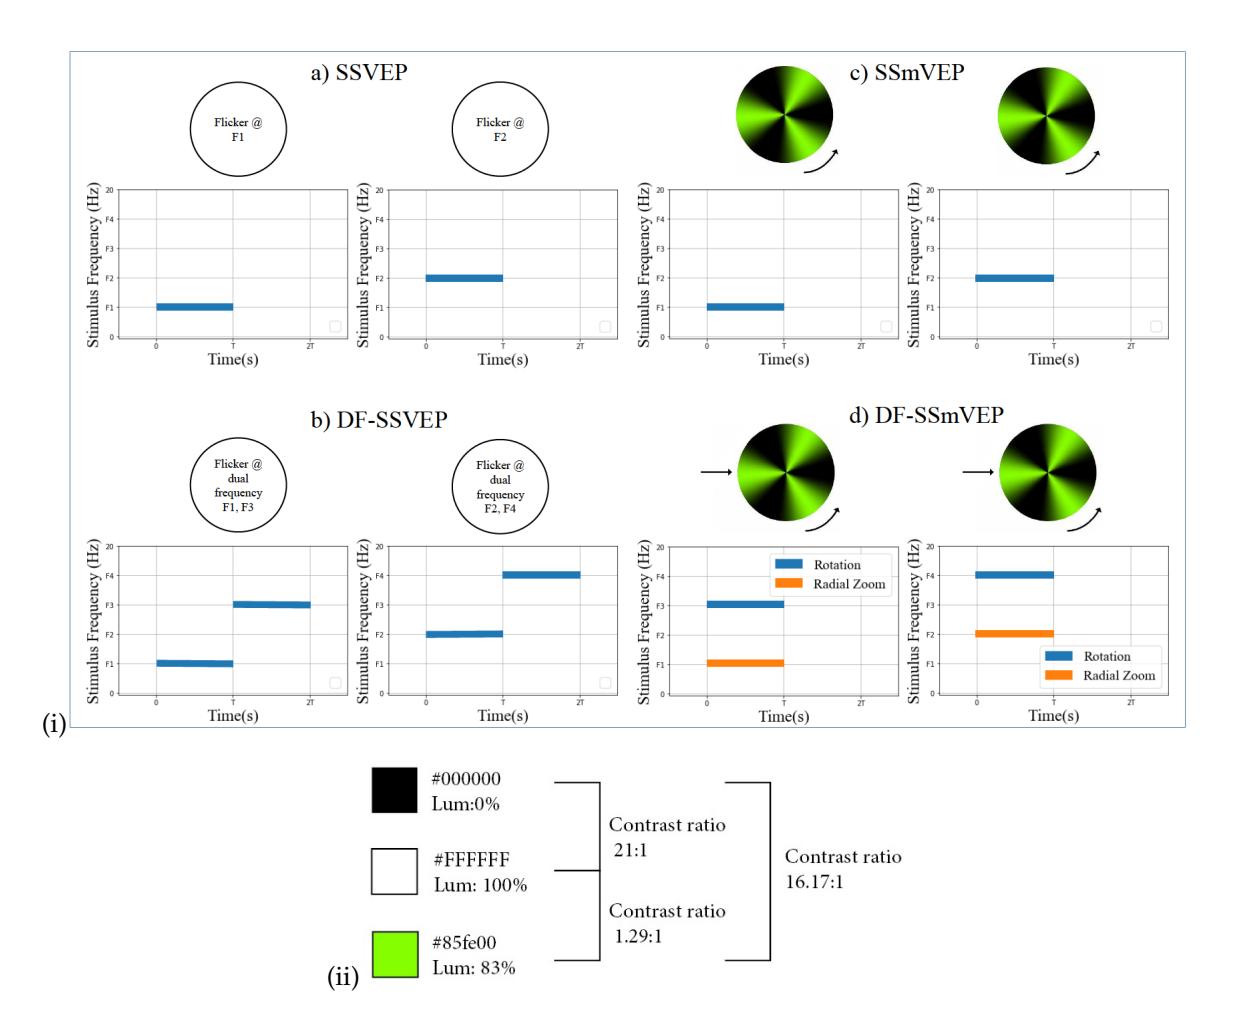 a) SSVEP
Flicker @
F1
Flicker @
F2
20
F4
F3
F2
F1
0
Stimulus Frequency (Hz)
0
T
2T
Time(s)
20
F4
F3
F2
F1
0
Stimulus Frequency (Hz)
0
T
2T
Time(s)
c) SSmVEP
20
F4
F3
F2
F1
0
Stimulus Frequency (Hz)
0
T
2T
Time(s)
20
F4
F3
F2
F1
0
Stimulus Frequency (Hz)
0
T
2T
Time(s)
b) DF-SSVEP
Flicker @
dual
frequency
F1, F3
Flicker @
dual
frequency
F2, F4
20
F4
F3
F2
F1
0
Stimulus Frequency (Hz)
0
T
2T
Time(s)
20
F4
F3
F2
F1
0
Stimulus Frequency (Hz)
0
T
2T
Time(s)
d) DF-SSmVEP
20
F4
F3
F2
F1
0
Stimulus Frequency (Hz)
Rotation
Radial Zoom
0
T
2T
Time(s)
20
F4
F3
F2
F1
0
Stimulus Frequency (Hz)
Rotation
Radial Zoom
0
T
2T
Time(s)
(i)
#000000
Lum:0%
#FFFFFF
Lum: 100%
#85fe00
Lum: 83%
Contrast ratio
21:1
Contrast ratio
1.29:1
Contrast ratio
16.17:1
(ii)